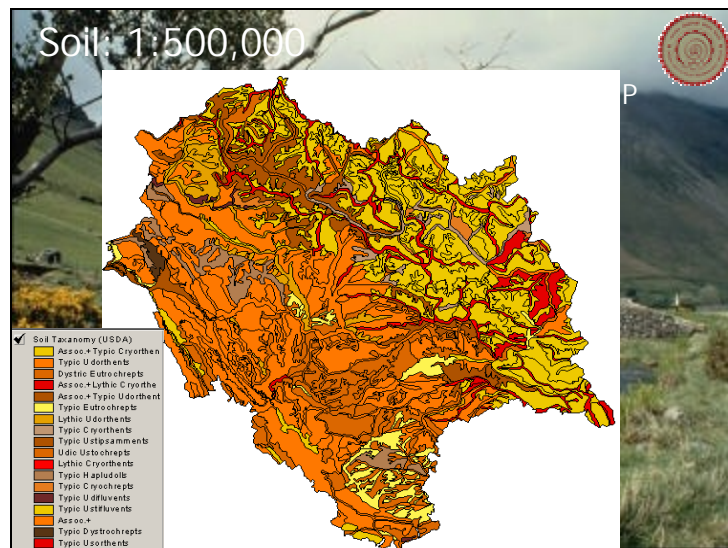 Soil: 1:500,000
P
Soil Taxanomy (USDA)
Assoc.+Typic Cryorthen
Typic Udorthents
Dystric Eutrochrepts
Assoc.+Lythic Cryorthe
Assoc.+Typic Udorthent
Typic Eutrochrepts
Lythic Udorthents
Typic Cryorthents
Typic Ustipsamments
Udic Ustochrepts
Lythic Cryorthents
Typic Hapludolls
Typic Cryochrepts
Typic Udifluvents
Typic Ustifluvents
Assoc.+
Typic Dystrochrepts
Typic Usorthents